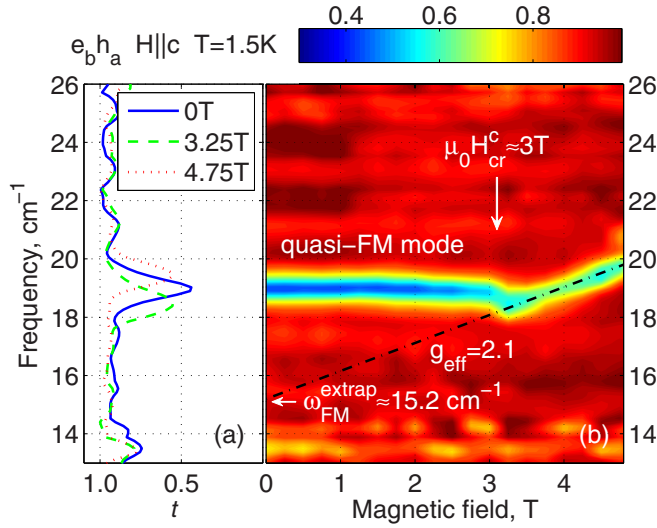 e_b h_a H||c T=1.5K
0.4 0.6 0.8
26 24 22 20 18 16 14
Frequency, cm⁻¹
0T
3.25T
4.75T
(a)
1.0 0.5
t
μ₀H_cr^c≈3T
quasi−FM mode
g_eff=2.1
ω_FM^extrap≈15.2 cm⁻¹
(b)
26 24 22 20 18 16 14
0 1 2 3 4
Magnetic field, T